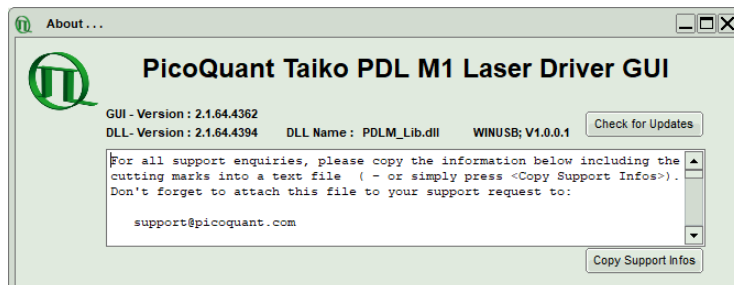 About . . .
PicoQuant Taiko PDL M1 Laser Driver GUI
GUI - Version : 2.1.64.4362
DLL- Version : 2.1.64.4394 DLL Name : PDLM_Lib.dll WINUSB; V1.0.0.1 Check for Updates
For all support enquiries, please copy the information below including the
cutting marks into a text file ( - or simply press <Copy Support Infos>).
Don't forget to attach this file to your support request to:
support@picoquant.com
Copy Support Infos